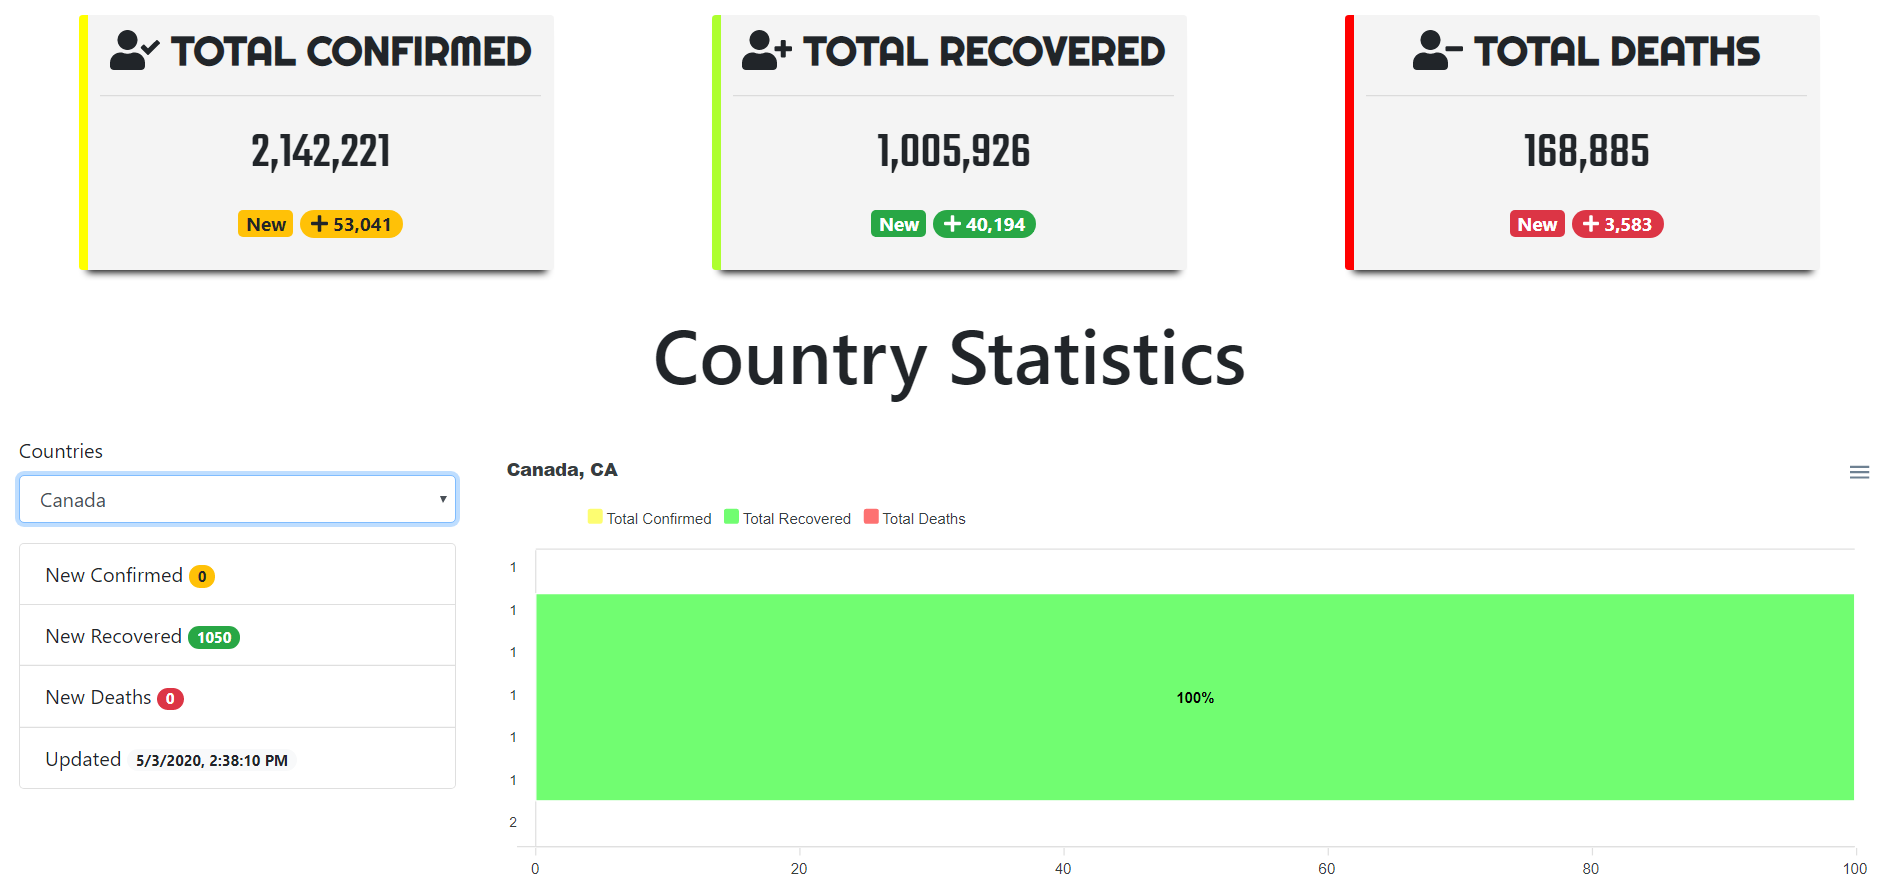 TOTAL CONFIRMED
2,142,221
New + 53,041
TOTAL RECOVERED
1,005,926
New + 40,194
TOTAL DEATHS
168,885
New + 3,583
Country Statistics
Countries
Canada
New Confirmed 0
New Recovered 1050
New Deaths 0
Updated 5/3/2020, 2:38:10 PM
Canada, CA
Total Confirmed Total Recovered Total Deaths
1
1
1
1
1
1
2
100%
0 20 40 60 80 100